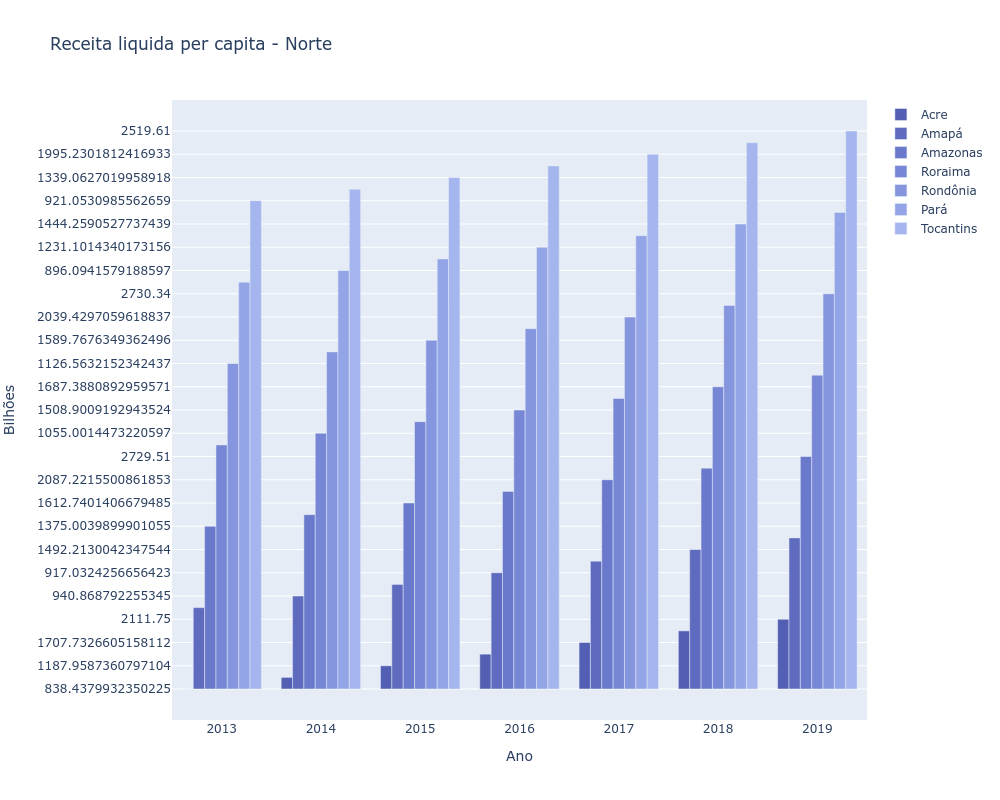 Receita liquida per capita - Norte
2519.61
1995.2301812416933
1339.0627019958918
921.0530985562659
1444.2590527737439
1231.1014340173156
896.0941579188597
2730.34
2039.4297059618837
1589.7676349362496
1126.5632152342437
1687.3880892959571
1508.9009192943524
1055.0014473220597
2729.51
2087.2215500861853
1612.7401406679485
1375.0039899901055
1492.2130042347544
917.0324256656423
940.868792255345
2111.75
1707.7326605158112
1187.9587360797104
838.4379932350225
Bilhões
2013 2014 2015 2016 2017 2018 2019
Ano
Acre
Amapá
Amazonas
Roraima
Rondônia
Pará
Tocantins